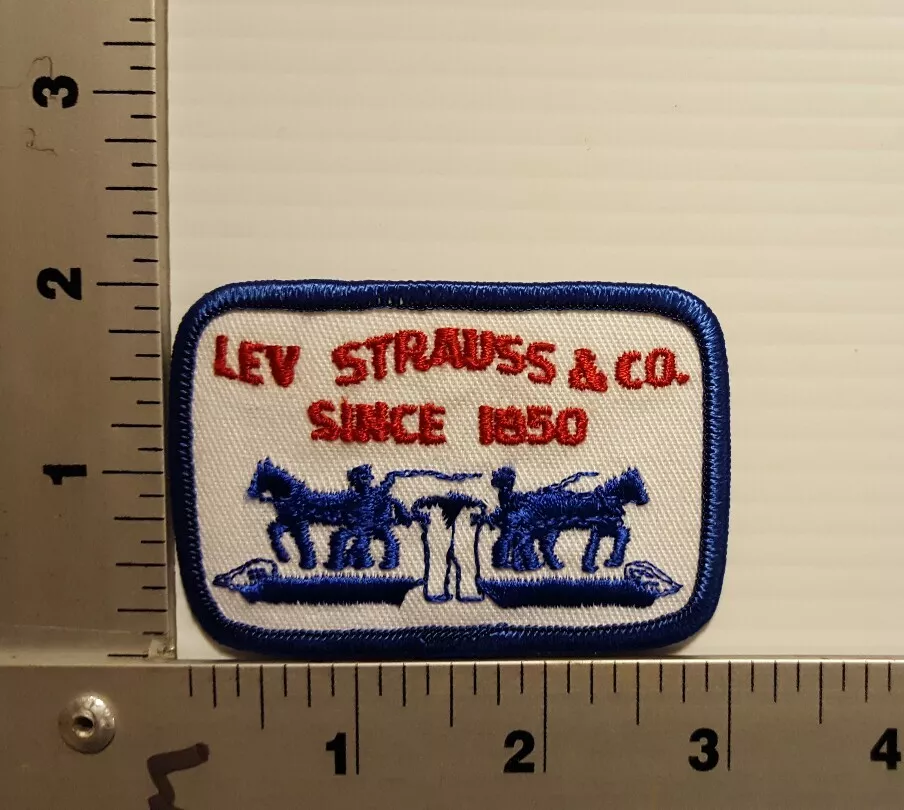 3
2
1
LEV STRAUSS & CO.
SINCE 1850
1 2 3 4